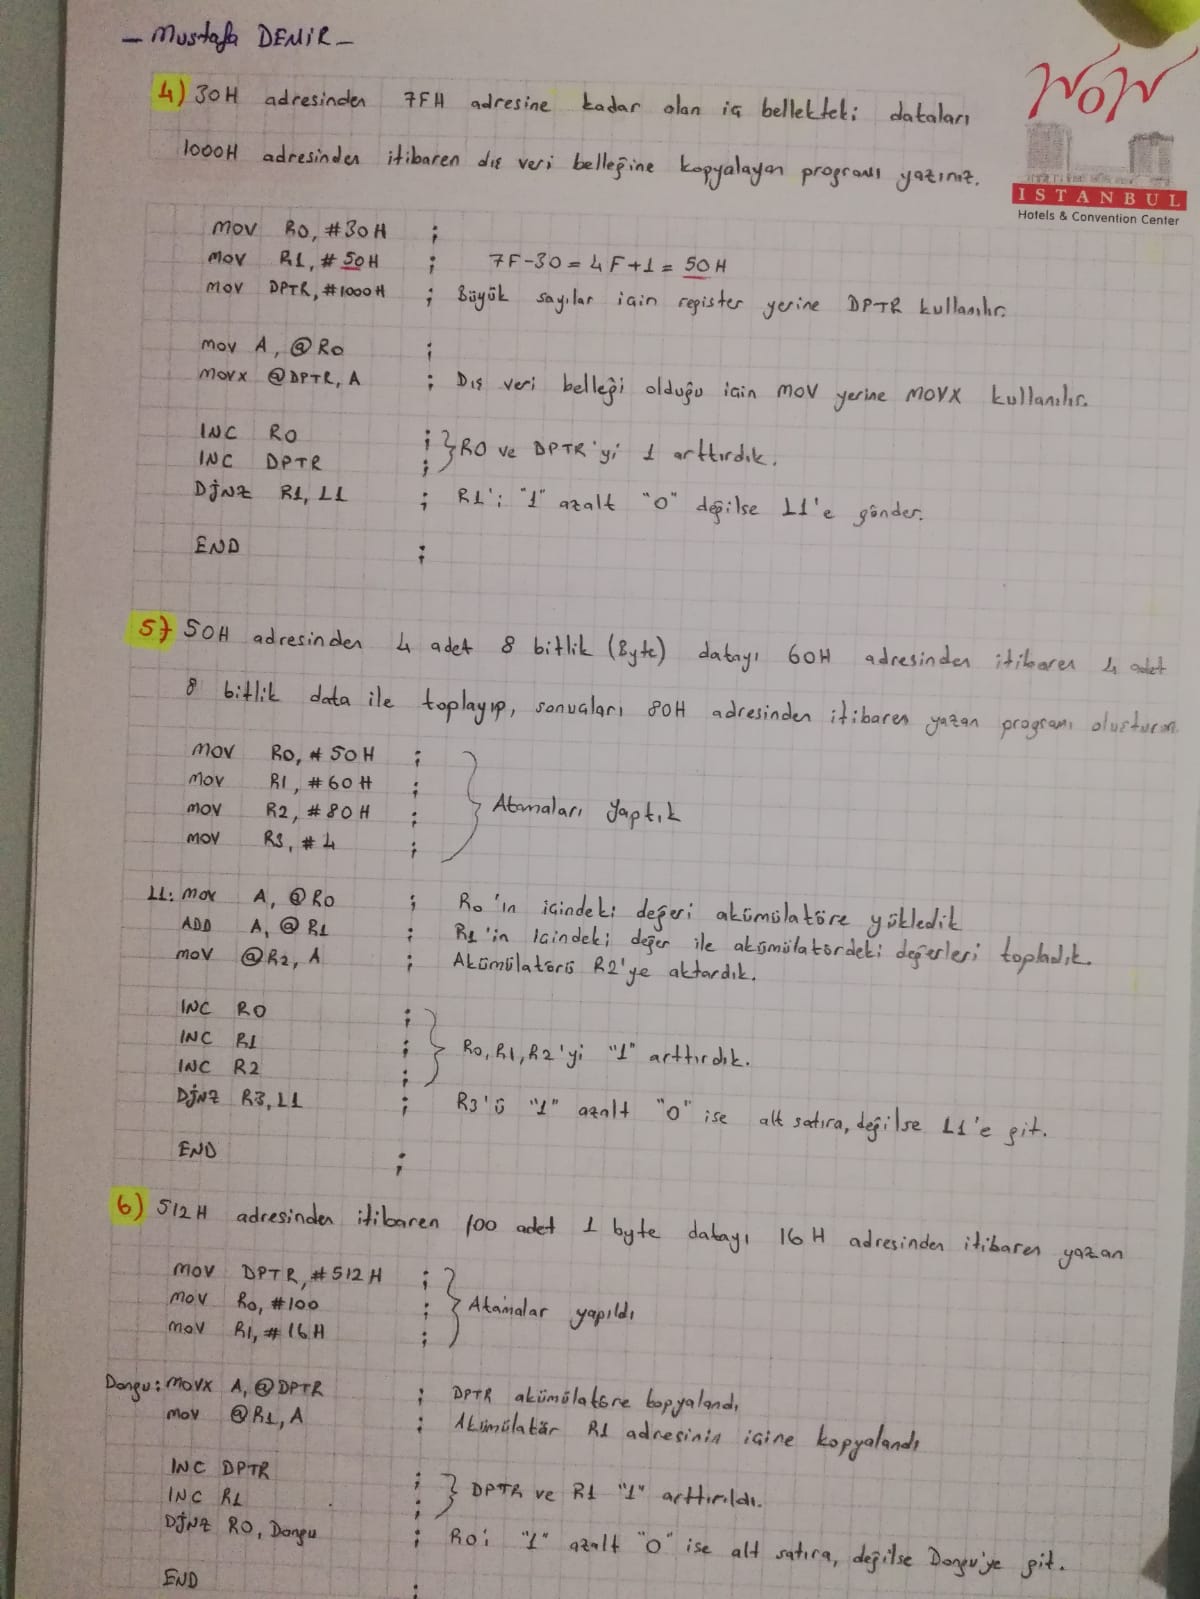 - Mustafa DEMİR -
WOW
ISTANBUL
Hotels & Convention Center
4) 30H adresinden 7FH adresine kadar olan iç bellekteki dataları
1000H adresinden itibaren dış veri belleğine kopyalayan programı yazınız.
MOV R0, #30H ;
MOV R1, #50H ; 7F-30=4F+1=50H
MOV DPTR, #1000H ; Büyük sayılar için register yerine DPTR kullanılır.
MOV A, @R0 ;
MOVX @DPTR, A ; Dış veri belleği olduğu için MOV yerine MOVX kullanılır.
INC R0 ; } R0 ve DPTR'yi 1 arttırdık.
INC DPTR ;
DJNZ R1, L1 ; R1'i "1" azalt "0" değilse L1'e gönder.
END ;
5) 50H adresinden 4 adet 8 bitlik (Byte) datayı 60H adresinden itibaren 4 adet
8 bitlik data ile toplayıp, sonuçları 80H adresinden itibaren yazan programı oluşturun.
MOV R0, #50H ;
MOV R1, #60H ;
MOV R2, #80H ; } Atamaları yaptık
MOV R3, #4 ;
L1: MOV A, @R0 ; R0'ın içindeki değeri akümülatöre yükledik
ADD A, @R1 ; R1'in içindeki değer ile akümülatördeki değerleri topladık.
MOV @R2, A ; Akümülatörü R2'ye aktardık.
INC R0 ;
INC R1 ; } R0, R1, R2'yi "1" arttırdık.
INC R2 ;
DJNZ R3, L1 ; R3'ü "1" azalt "0" ise alt satıra, değilse L1'e git.
END ;
6) 512H adresinden itibaren 100 adet 1 byte datayı 16H adresinden itibaren yazan
MOV DPTR, #512H ;
MOV R0, #100 ; } Atamalar yapıldı
MOV R1, #16H ;
Dongu: MOVX A, @DPTR ; DPTR akümülatöre kopyalandı
MOV @R1, A ; Akümülatör R1 adresinin içine kopyalandı
INC DPTR ; } DPTR ve R1 "1" arttırıldı.
INC R1 ;
DJNZ R0, Dongu ; R0'i "1" azalt "0" ise alt satıra, değilse Dongu'ye git.
END ;